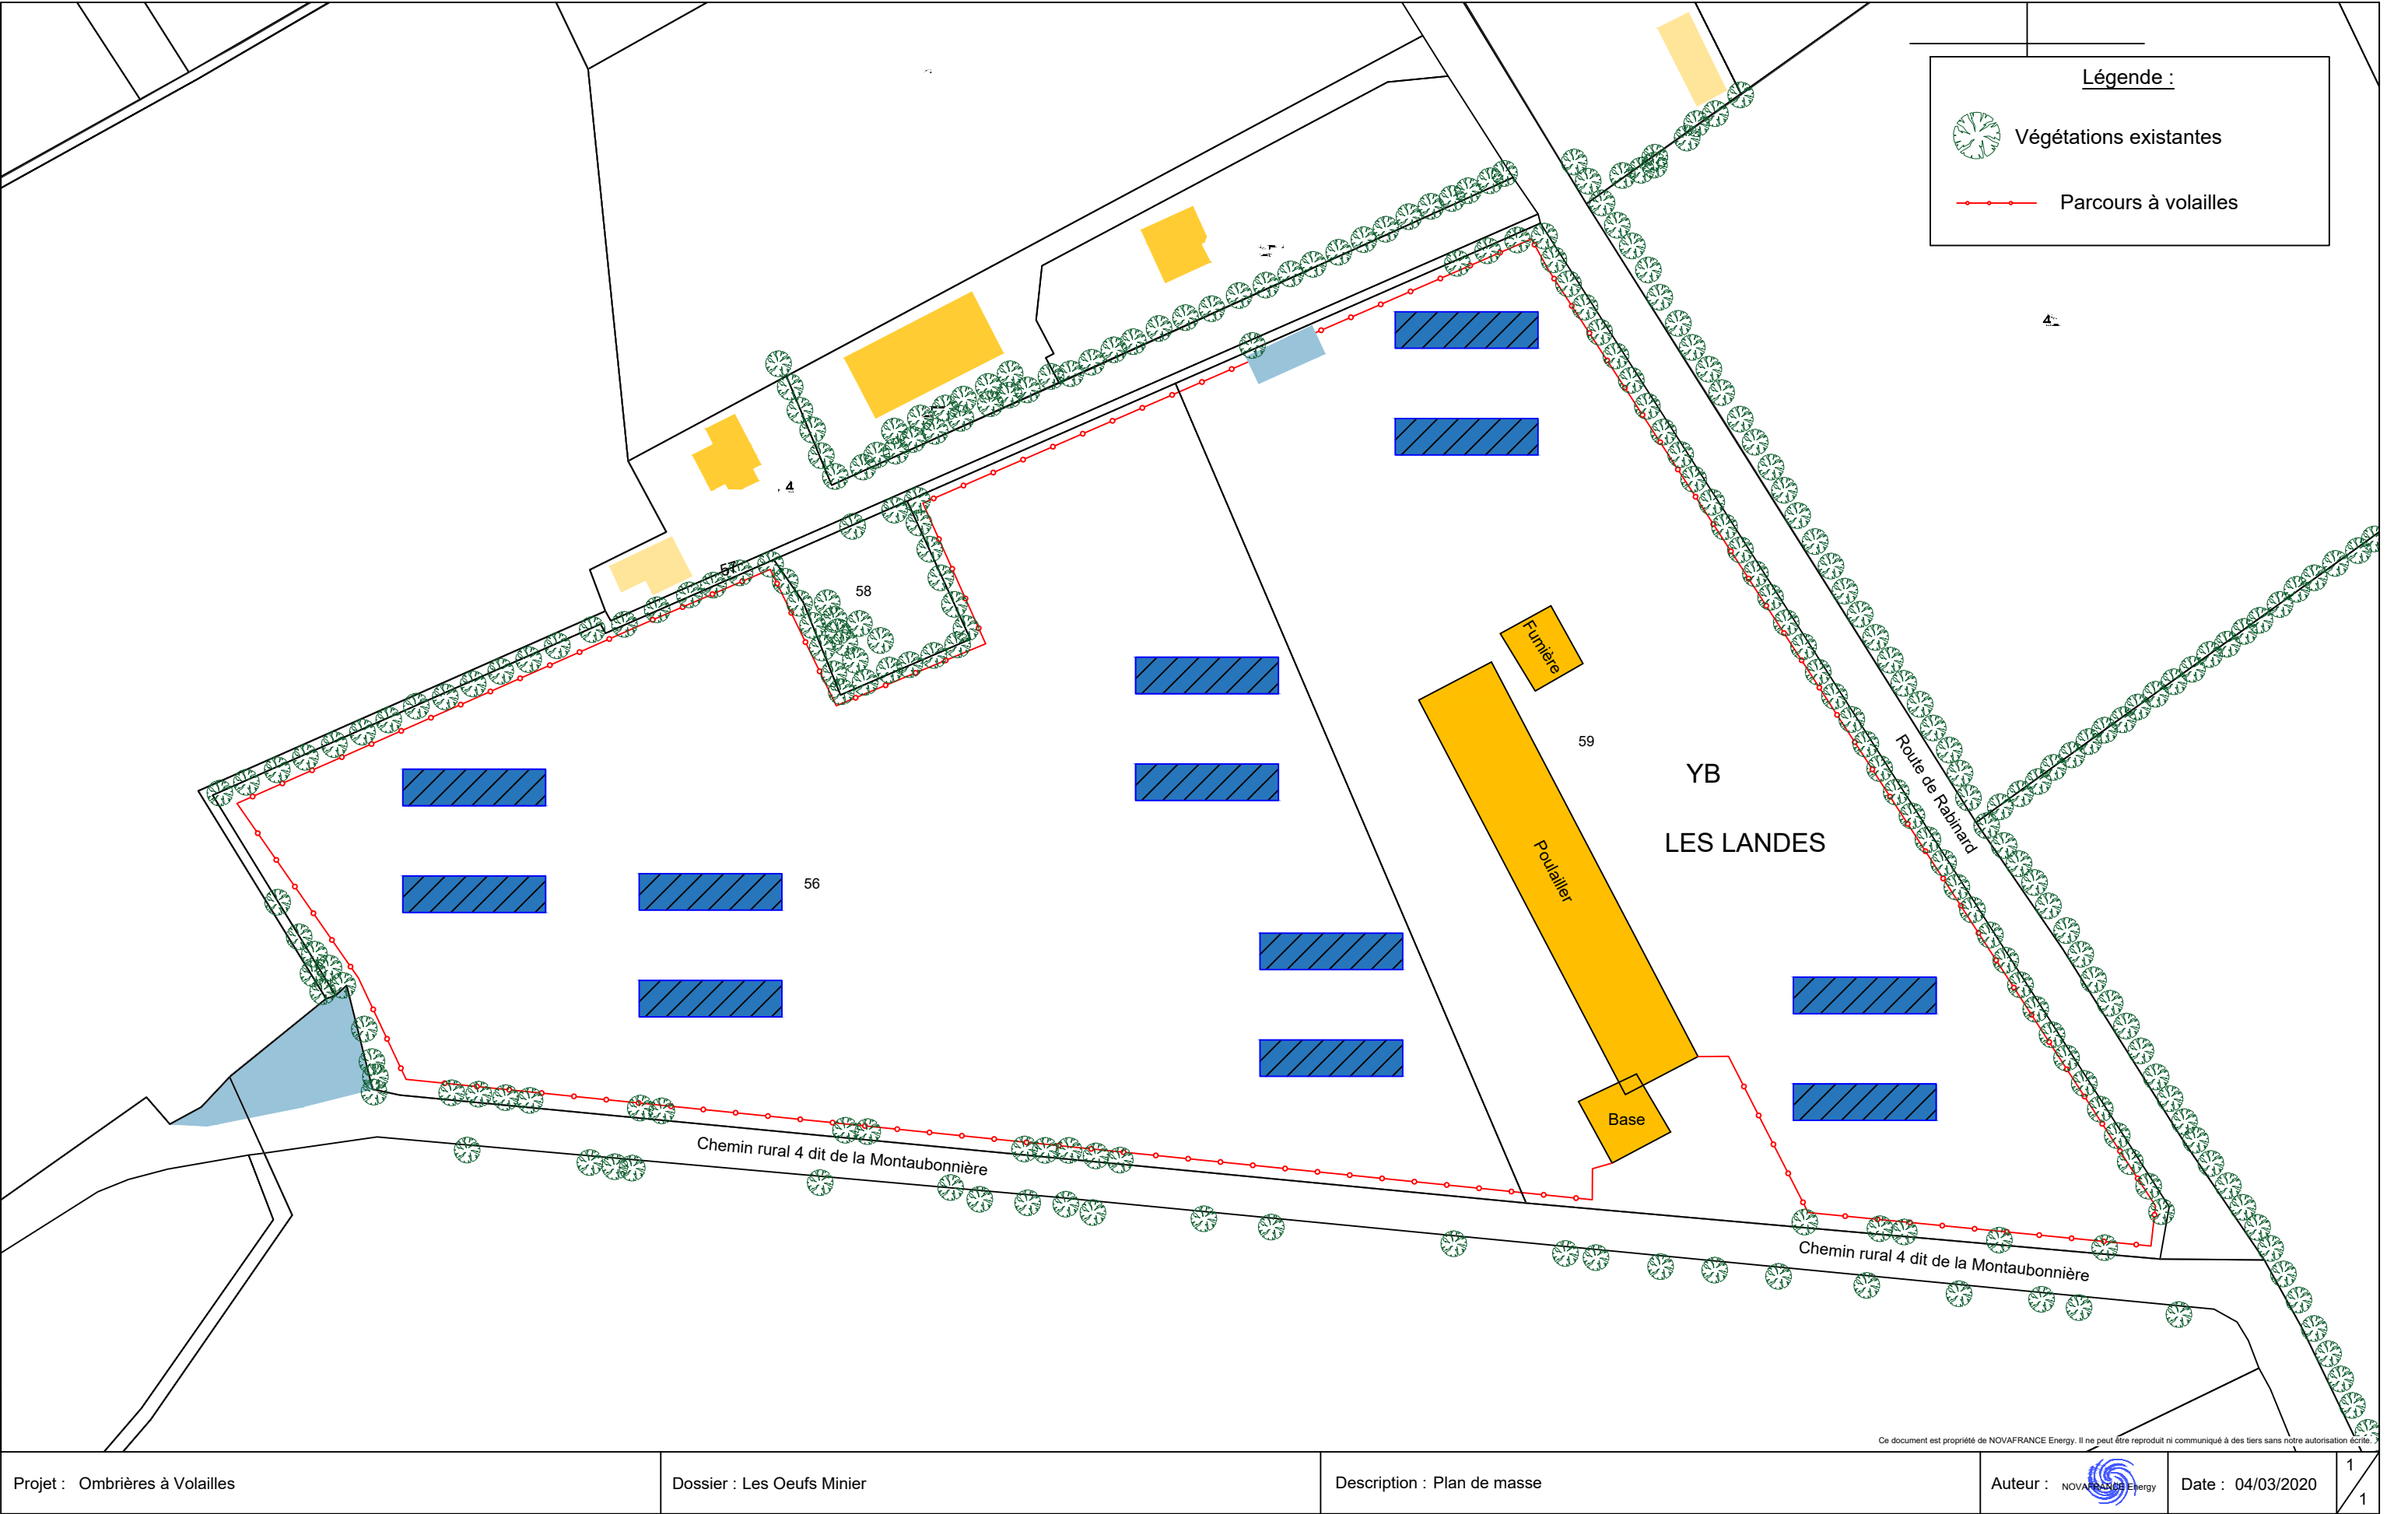 Légende :
Végétations existantes
Parcours à volailles
4
4
57
58
Fumière
59
YB
LES LANDES
Route de Rabinard
Poulailler
56
Base
Chemin rural 4 dit de la Montaubonnière
Chemin rural 4 dit de la Montaubonnière
Ce document est propriété de NOVAFRANCE Energy. Il ne peut être reproduit ni communiqué à des tiers sans notre autorisation écrite.
Projet : Ombrières à Volailles
Dossier : Les Oeufs Minier
Description : Plan de masse
Auteur : NOVAFRANCE Energy
Date : 04/03/2020
1
1